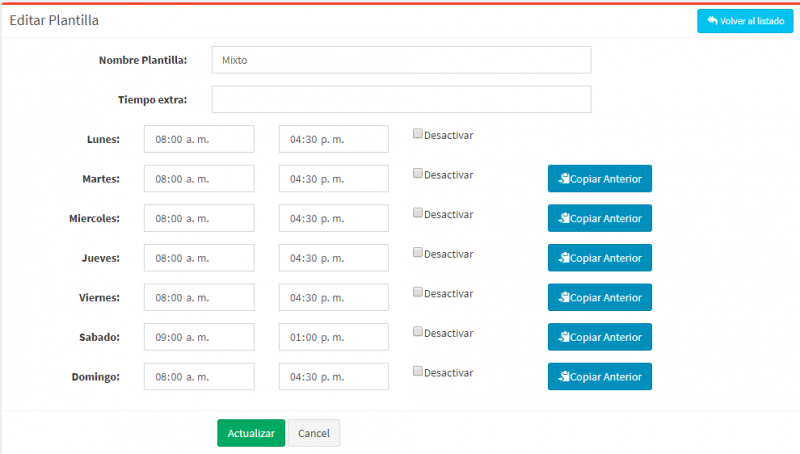 Editar Plantilla Volver al listado
Nombre Plantilla: Mixto
Tiempo extra:
Lunes: 08:00 a. m. 04:30 p. m. Desactivar
Martes: 08:00 a. m. 04:30 p. m. Desactivar Copiar Anterior
Miercoles: 08:00 a. m. 04:30 p. m. Desactivar Copiar Anterior
Jueves: 08:00 a. m. 04:30 p. m. Desactivar Copiar Anterior
Viernes: 08:00 a. m. 04:30 p. m. Desactivar Copiar Anterior
Sabado: 09:00 a. m. 01:00 p. m. Desactivar Copiar Anterior
Domingo: 08:00 a. m. 04:30 p. m. Desactivar Copiar Anterior
Actualizar Cancel